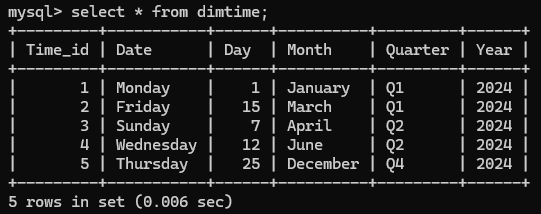 mysql> select * from dimtime;
+---------+-----------+------+----------+---------+------+
| Time_id | Date      | Day  | Month    | Quarter | Year |
+---------+-----------+------+----------+---------+------+
|       1 | Monday    |    1 | January  | Q1      | 2024 |
|       2 | Friday    |   15 | March    | Q1      | 2024 |
|       3 | Sunday    |    7 | April    | Q2      | 2024 |
|       4 | Wednesday |   12 | June     | Q2      | 2024 |
|       5 | Thursday  |   25 | December | Q4      | 2024 |
+---------+-----------+------+----------+---------+------+
5 rows in set (0.006 sec)